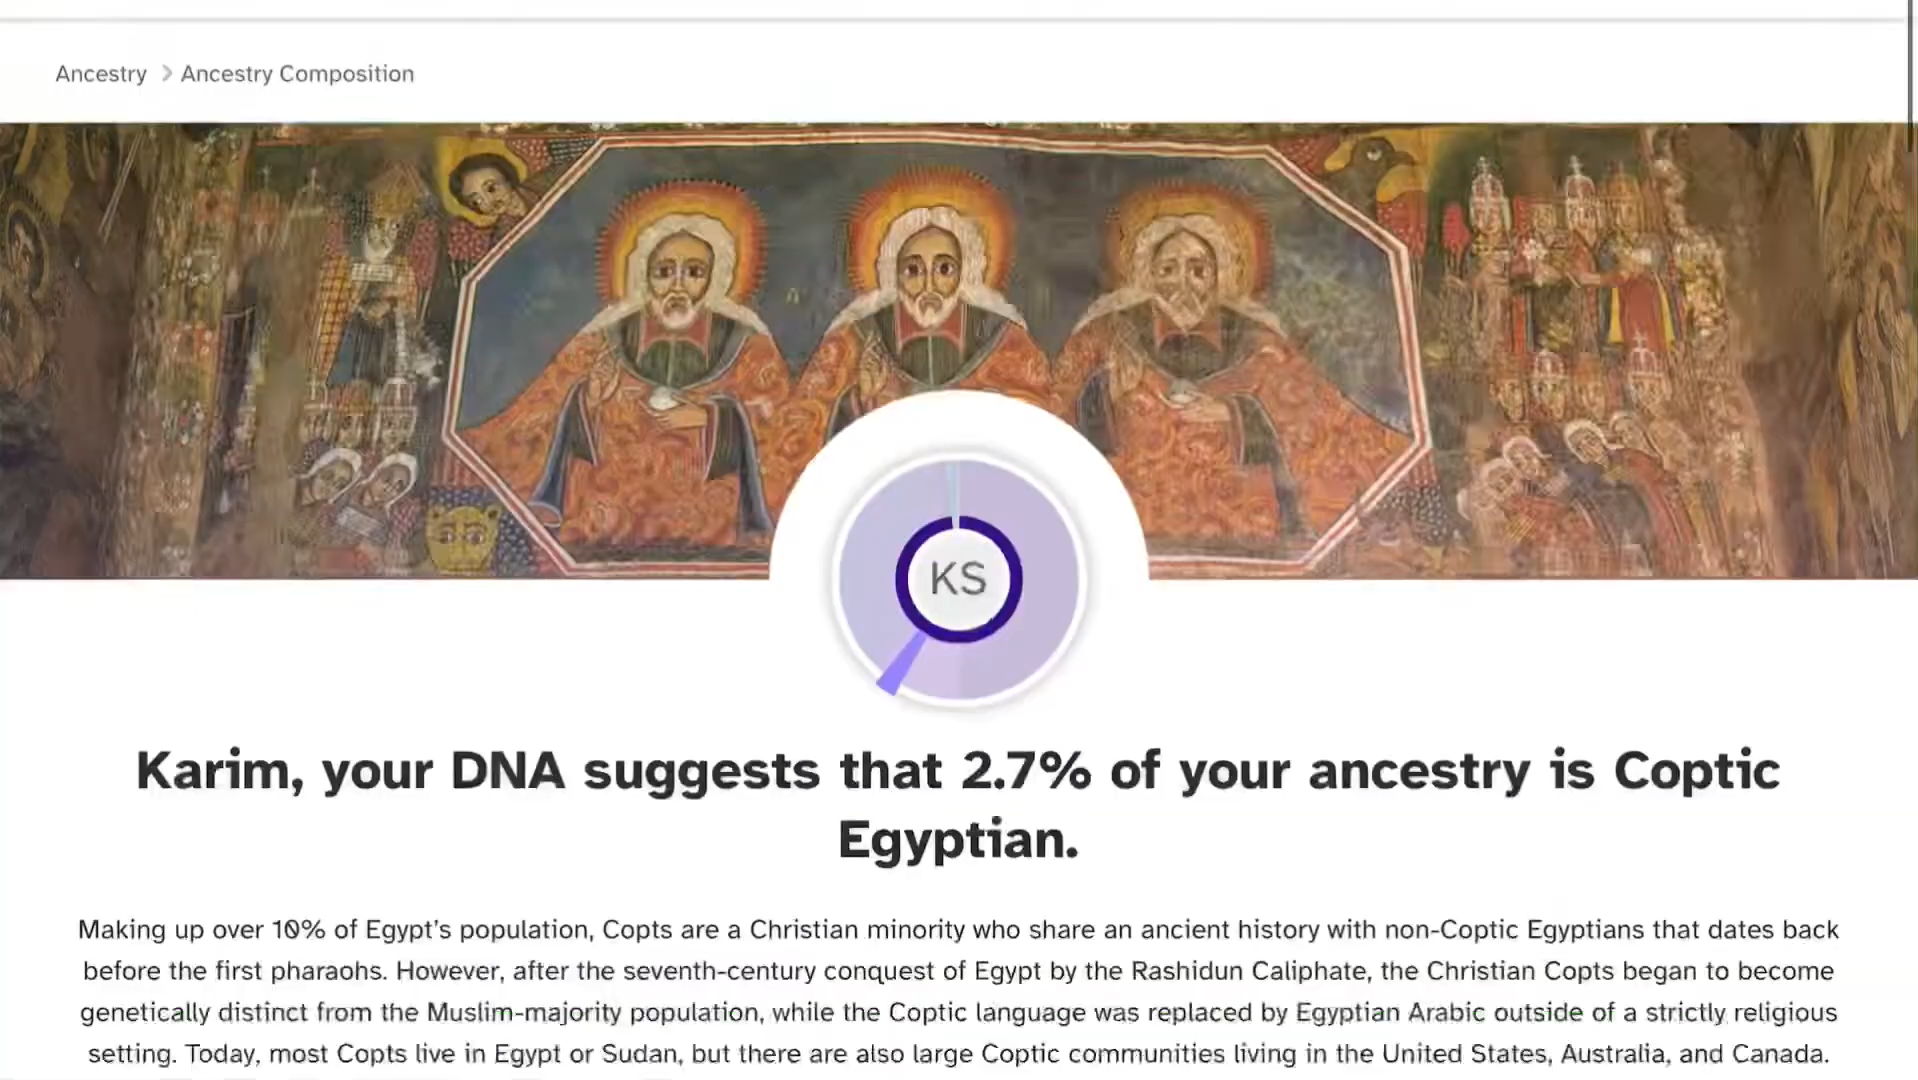 Ancestry > Ancestry Composition
KS
Karim, your DNA suggests that 2.7% of your ancestry is Coptic
Egyptian.
Making up over 10% of Egypt’s population, Copts are a Christian minority who share an ancient history with non-Coptic Egyptians that dates back
before the first pharaohs. However, after the seventh-century conquest of Egypt by the Rashidun Caliphate, the Christian Copts began to become
genetically distinct from the Muslim-majority population, while the Coptic language was replaced by Egyptian Arabic outside of a strictly religious
setting. Today, most Copts live in Egypt or Sudan, but there are also large Coptic communities living in the United States, Australia, and Canada.